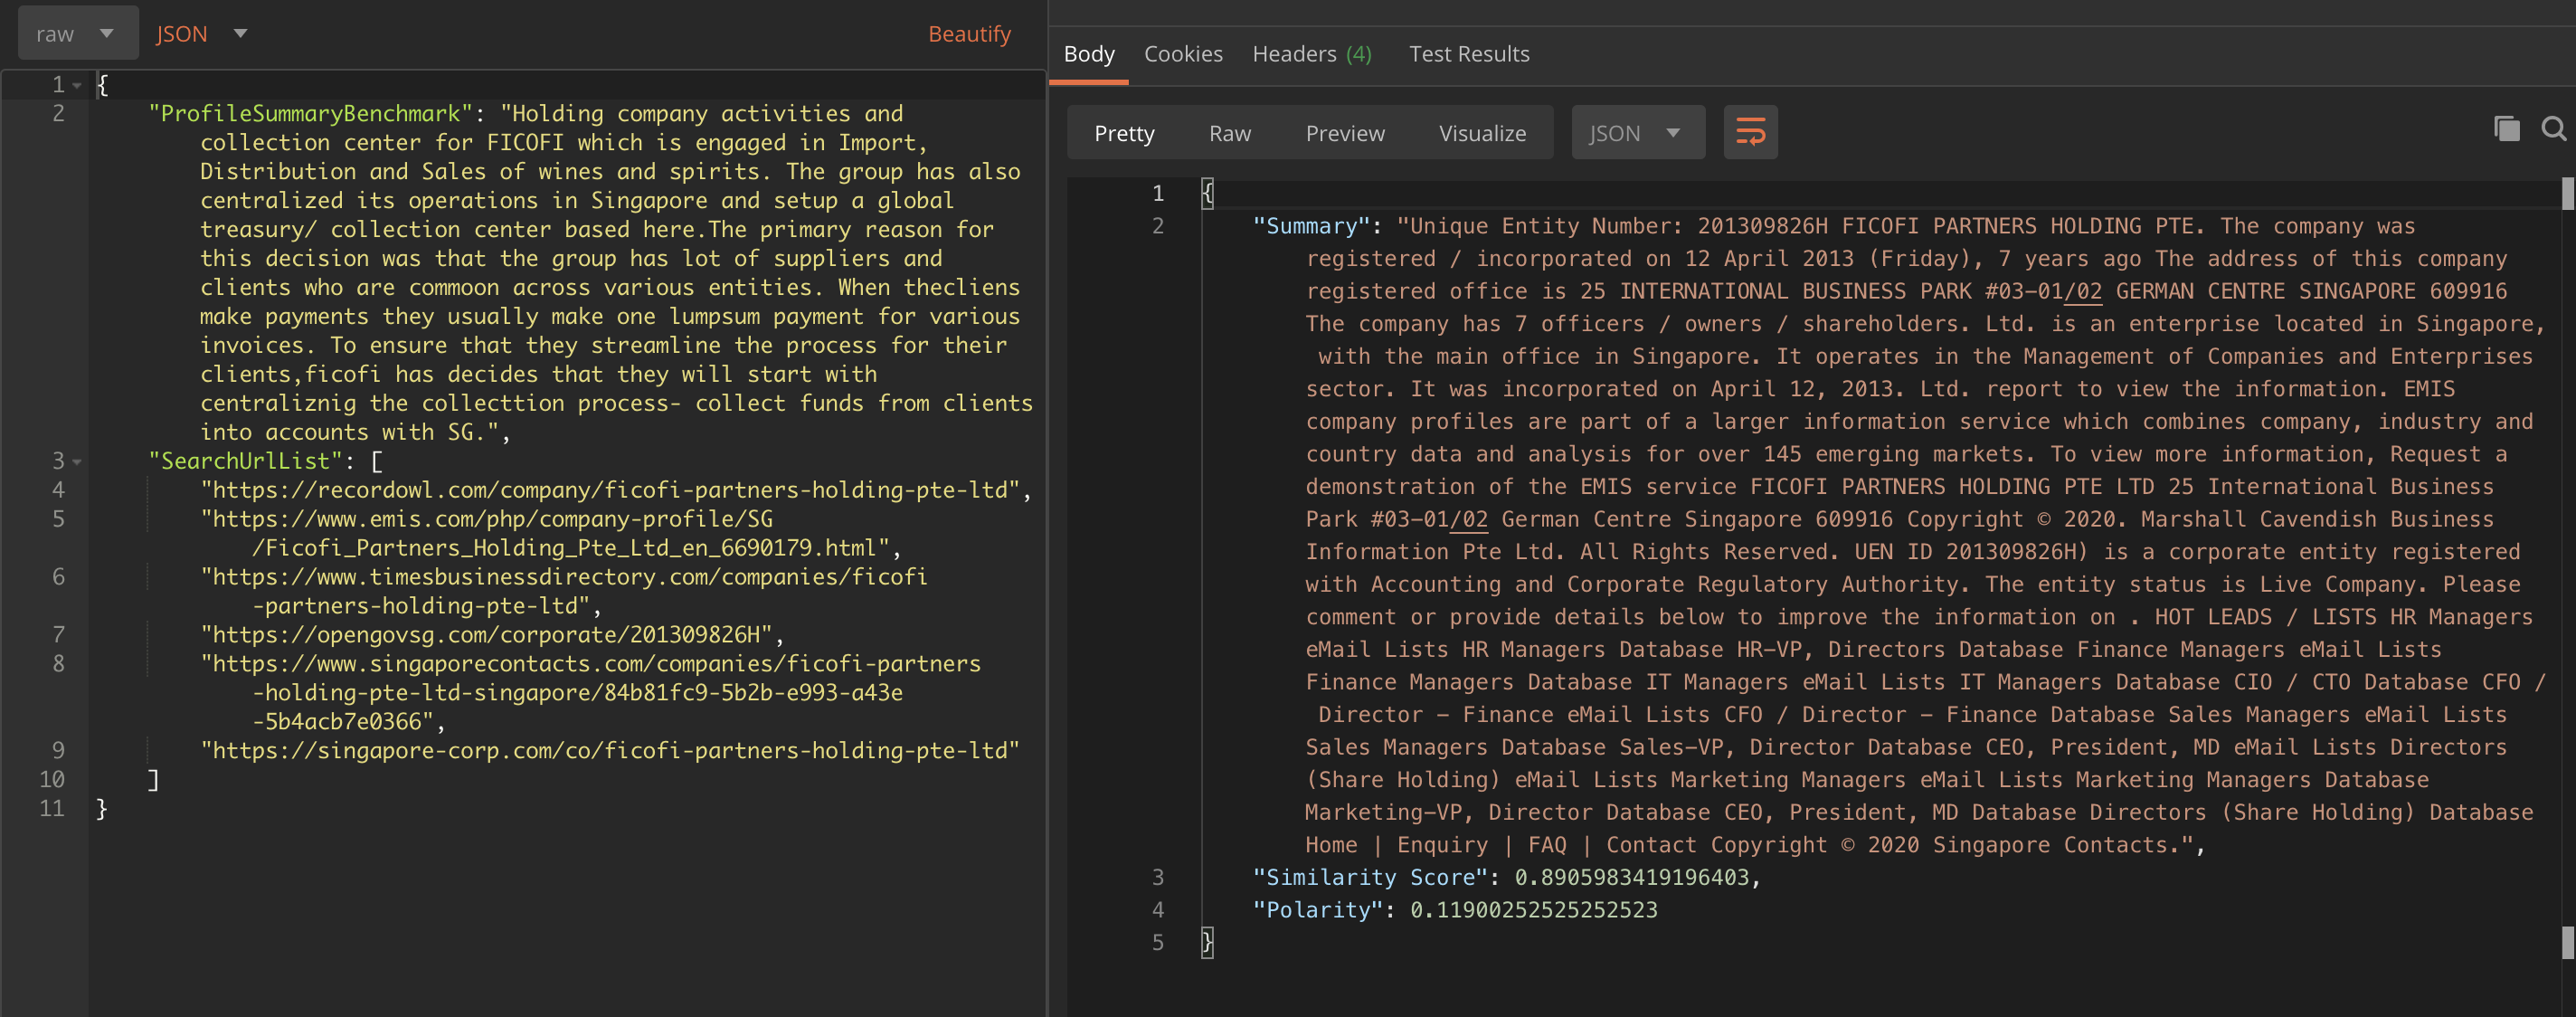 raw JSON Beautify
1 {
2 "ProfileSummaryBenchmark": "Holding company activities and
collection center for FICOFI which is engaged in Import,
Distribution and Sales of wines and spirits. The group has also
centralized its operations in Singapore and setup a global
treasury/ collection center based here.The primary reason for
this decision was that the group has lot of suppliers and
clients who are commoon across various entities. When thecliens
make payments they usually make one lumpsum payment for various
invoices. To ensure that they streamline the process for their
clients,ficofi has decides that they will start with
centraliznig the collecttion process- collect funds from clients
into accounts with SG.",
3 "SearchUrlList": [
4 "https://recordowl.com/company/ficofi-partners-holding-pte-ltd",
5 "https://www.emis.com/php/company-profile/SG
/Ficofi_Partners_Holding_Pte_Ltd_en_6690179.html",
6 "https://www.timesbusinessdirectory.com/companies/ficofi
-partners-holding-pte-ltd",
7 "https://opengovsg.com/corporate/201309826H",
8 "https://www.singaporecontacts.com/companies/ficofi-partners
-holding-pte-ltd-singapore/84b81fc9-5b2b-e993-a43e
-5b4acb7e0366",
9 "https://singapore-corp.com/co/ficofi-partners-holding-pte-ltd"
10 ]
11 }
Body Cookies Headers (4) Test Results
Pretty Raw Preview Visualize JSON
1 {
2 "Summary": "Unique Entity Number: 201309826H FICOFI PARTNERS HOLDING PTE. The company was
registered / incorporated on 12 April 2013 (Friday), 7 years ago The address of this company
registered office is 25 INTERNATIONAL BUSINESS PARK #03-01/02 GERMAN CENTRE SINGAPORE 609916
The company has 7 officers / owners / shareholders. Ltd. is an enterprise located in Singapore,
with the main office in Singapore. It operates in the Management of Companies and Enterprises
sector. It was incorporated on April 12, 2013. Ltd. report to view the information. EMIS
company profiles are part of a larger information service which combines company, industry and
country data and analysis for over 145 emerging markets. To view more information, Request a
demonstration of the EMIS service FICOFI PARTNERS HOLDING PTE LTD 25 International Business
Park #03-01/02 German Centre Singapore 609916 Copyright © 2020. Marshall Cavendish Business
Information Pte Ltd. All Rights Reserved. UEN ID 201309826H) is a corporate entity registered
with Accounting and Corporate Regulatory Authority. The entity status is Live Company. Please
comment or provide details below to improve the information on . HOT LEADS / LISTS HR Managers
eMail Lists HR Managers Database HR-VP, Directors Database Finance Managers eMail Lists
Finance Managers Database IT Managers eMail Lists IT Managers Database CIO / CTO Database CFO /
Director - Finance eMail Lists CFO / Director - Finance Database Sales Managers eMail Lists
Sales Managers Database Sales-VP, Director Database CEO, President, MD eMail Lists Directors
(Share Holding) eMail Lists Marketing Managers eMail Lists Marketing Managers Database
Marketing-VP, Director Database CEO, President, MD Database Directors (Share Holding) Database
Home | Enquiry | FAQ | Contact Copyright © 2020 Singapore Contacts.",
3 "Similarity Score": 0.8905983419196403,
4 "Polarity": 0.11900252525252523
5 }